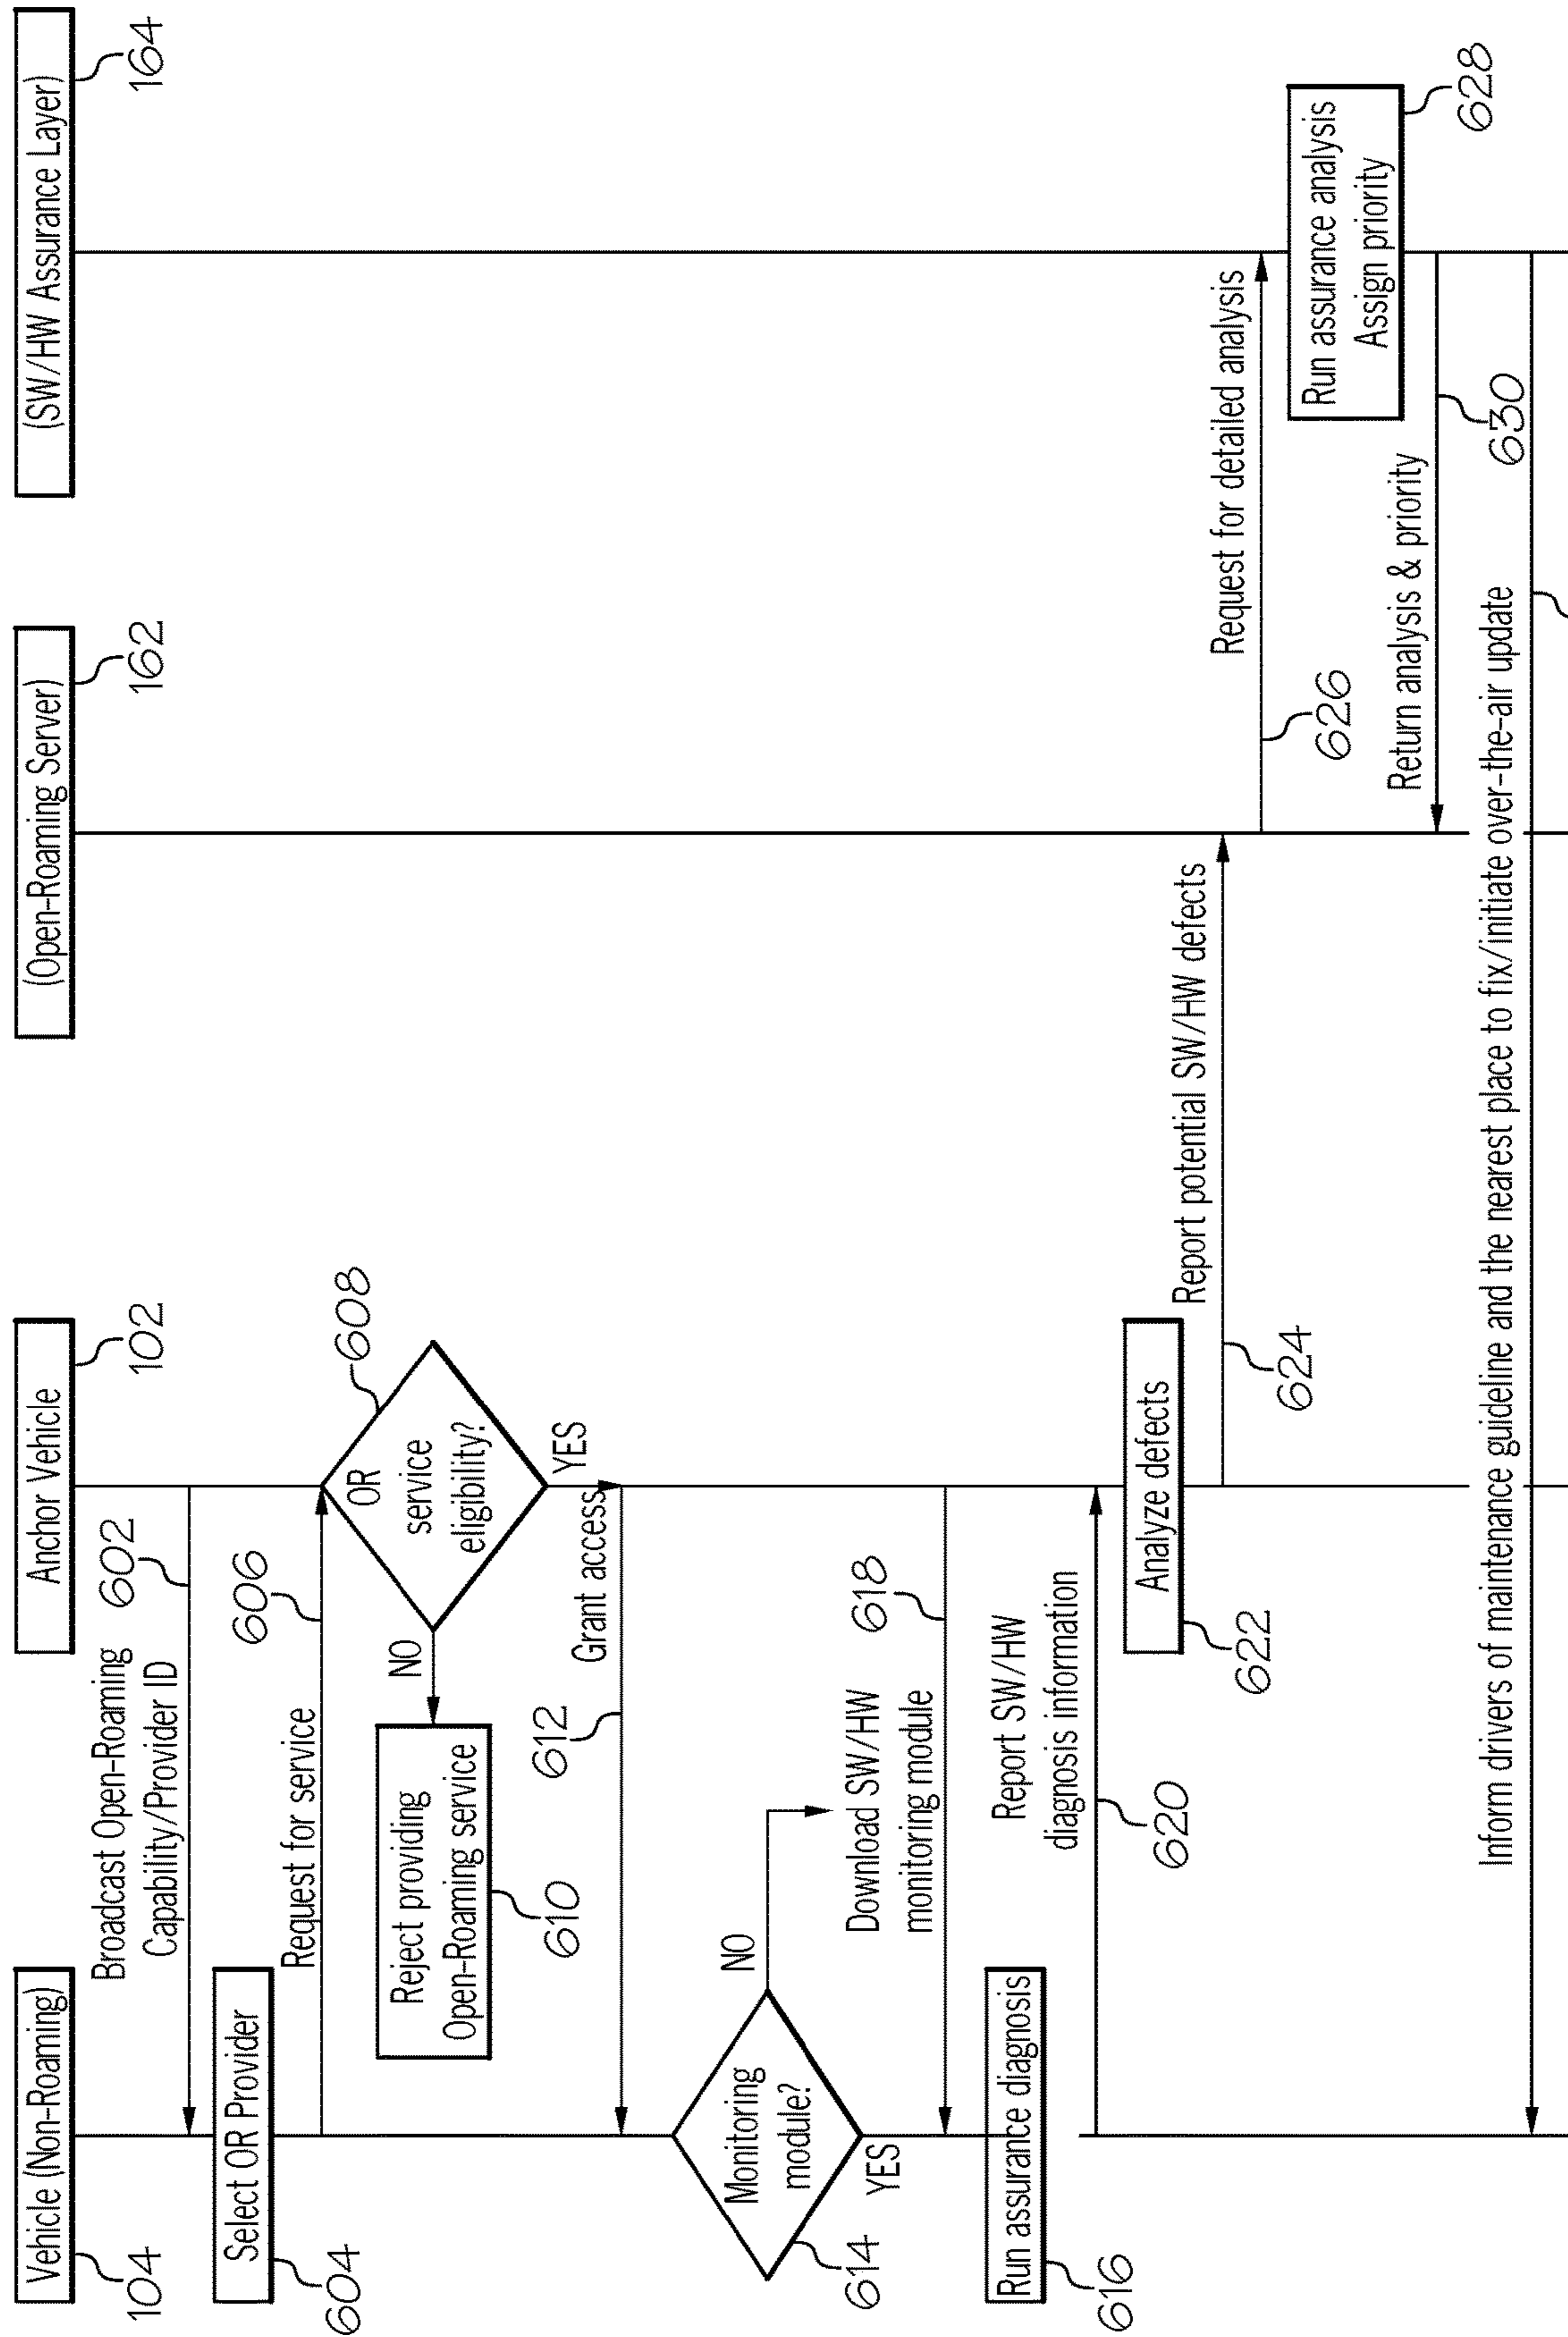 Vehicle (Non-Roaming)
104
Anchor Vehicle
102
(Open-Roaming Server)
162
(SW/HW Assurance Layer)
164
Broadcast Open-Roaming
Capability/Provider ID
602
Select OR Provider
604
Request for service
606
OR
service
eligibility?
608
NO
YES
Reject providing
Open-Roaming service
610
Grant access
612
Monitoring
module?
614
NO
YES
Download SW/HW
monitoring module
618
Run assurance diagnosis
616
Report SW/HW
diagnosis information
620
Analyze defects
622
Report potential SW/HW defects
624
Request for detailed analysis
626
Run assurance analysis
Assign priority
628
Return analysis & priority
630
Inform drivers of maintenance guideline and the nearest place to fix/initiate over-the-air update